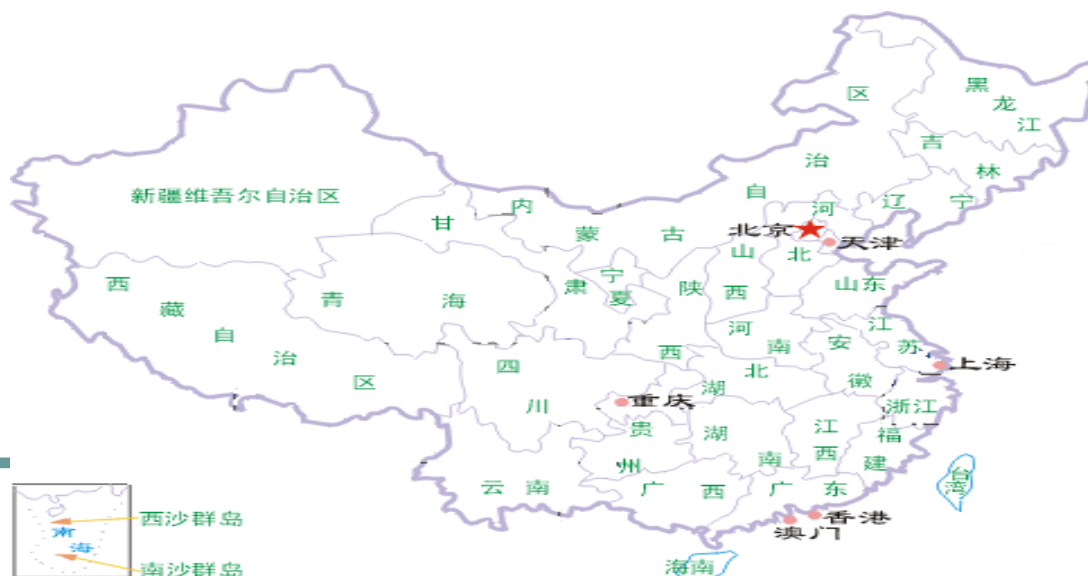 黑龙江
吉林
辽宁
内蒙古自治区
新疆维吾尔自治区
甘肃
宁夏
北京
天津
河北
山西
陕西
山东
青海
西藏自治区
河南
江苏
安徽
上海
四川
重庆
湖北
浙江
湖南
江西
福建
贵州
云南
广西
广东
台湾
香港
澳门
海南
西沙群岛
南海
南沙群岛